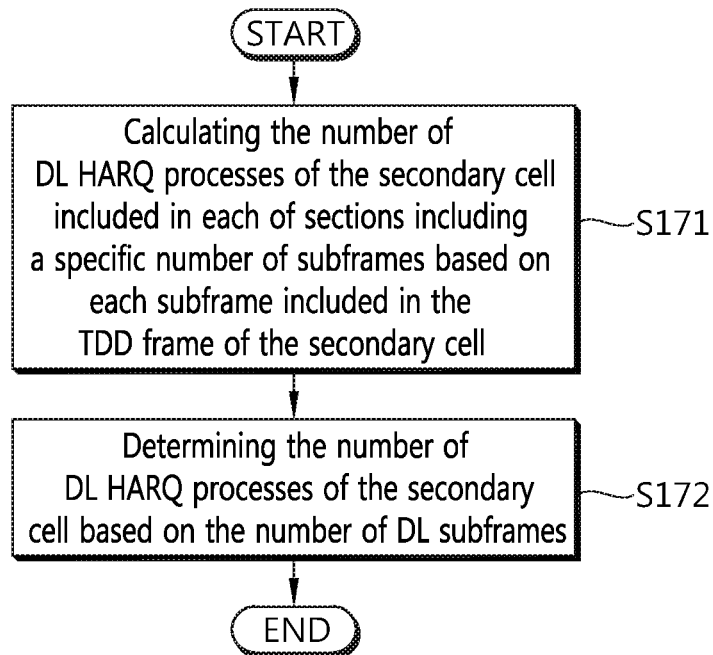 START
Calculating the number of
DL HARQ processes of the secondary cell
included in each of sections including
a specific number of subframes based on
each subframe included in the
TDD frame of the secondary cell
S171
Determining the number of
DL HARQ processes of the secondary
cell based on the number of DL subframes
S172
END